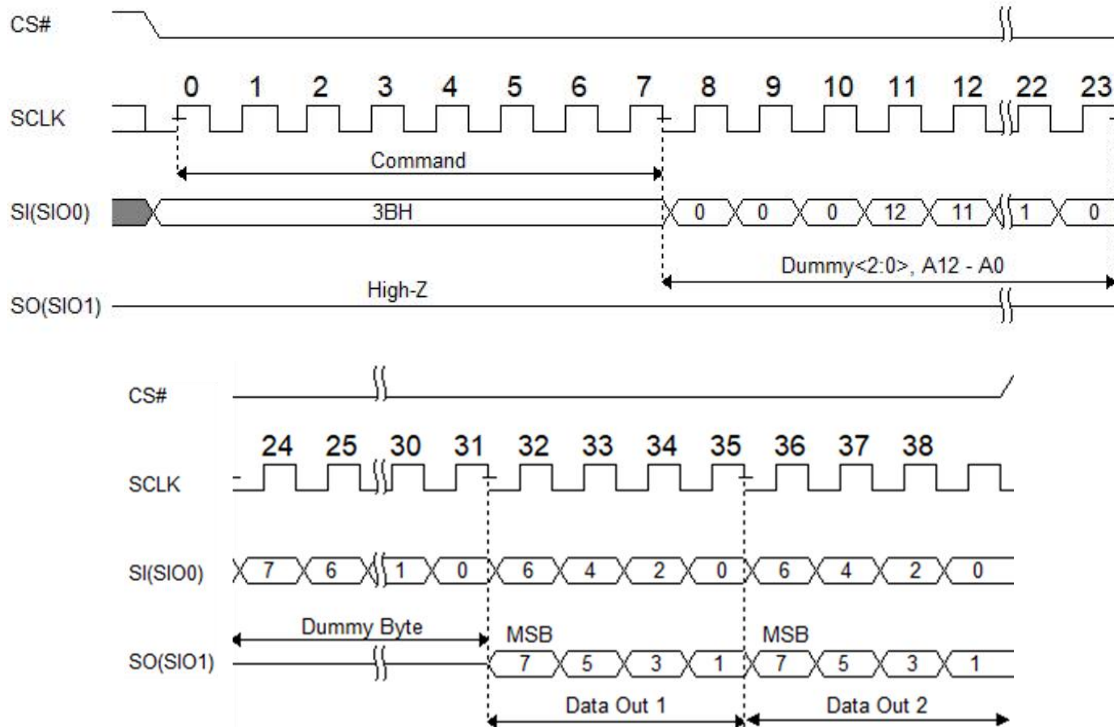 CS#
0 1 2 3 4 5 6 7 8 9 10 11 12 22 23
SCLK
Command
SI(SIO0) 3BH 0 0 0 12 11 1 0
Dummy<2:0>, A12 - A0
High-Z
SO(SIO1)
CS#
24 25 30 31 32 33 34 35 36 37 38
SCLK
SI(SIO0) 7 6 1 0 6 4 2 0 6 4 2 0
Dummy Byte MSB MSB
SO(SIO1) 7 5 3 1 7 5 3 1
Data Out 1 Data Out 2